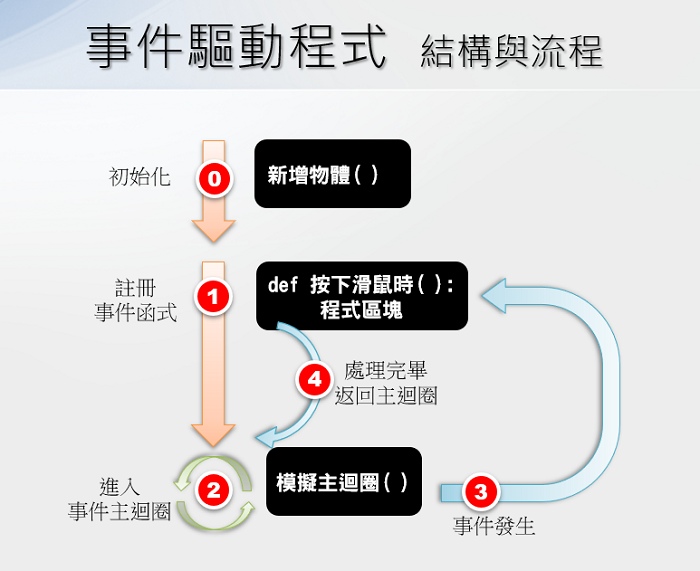 事件驅動程式 結構與流程
初始化
0
新增物體( )
註冊
事件函式
1
def 按下滑鼠時( ):
程式區塊
4
處理完畢
返回主迴圈
進入
事件主迴圈
2
模擬主迴圈( )
3
事件發生